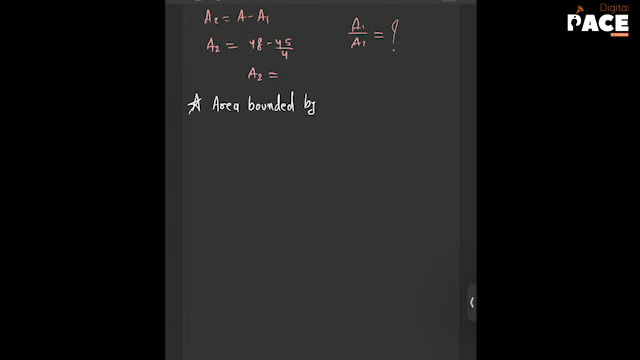 A₂ = A - A₁
A₂ = 48 - 45/4
A₂ =
A₁/A₂ = ?
☆ Area bounded by
Digital
PACE